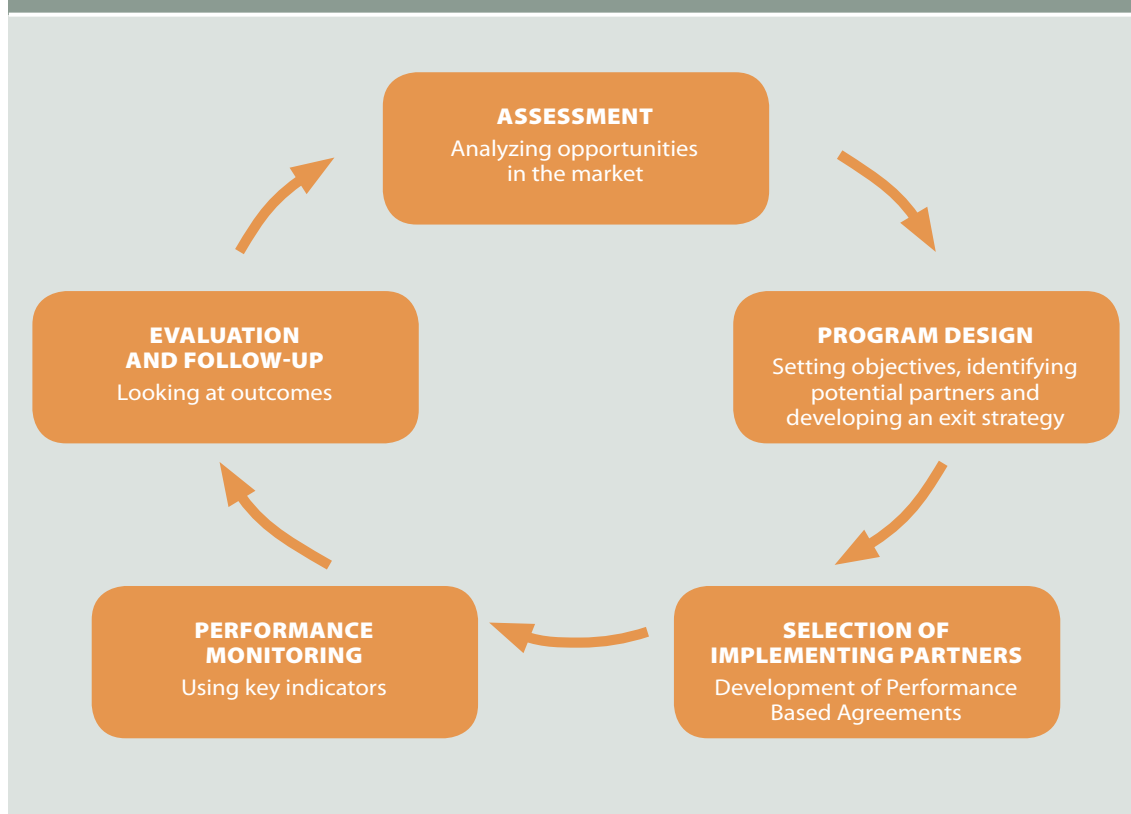 ASSESSMENT
Analyzing opportunities
in the market
PROGRAM DESIGN
Setting objectives, identifying
potential partners and
developing an exit strategy
SELECTION OF
IMPLEMENTING PARTNERS
Development of Performance
Based Agreements
PERFORMANCE
MONITORING
Using key indicators
EVALUATION
AND FOLLOW-UP
Looking at outcomes